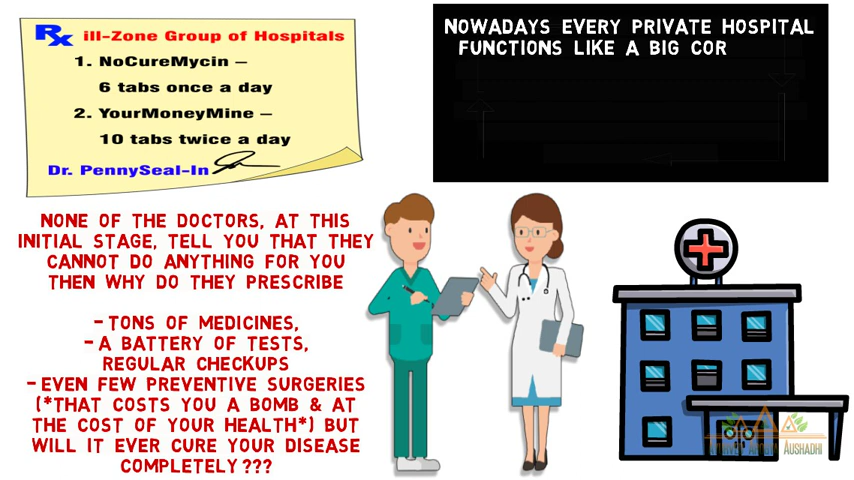 Rx ill-Zone Group of Hospitals
1. NoCureMycin –
6 tabs once a day
2. YourMoneyMine –
10 tabs twice a day
Dr. PennySeal-In
NOWADAYS EVERY PRIVATE HOSPITAL
FUNCTIONS LIKE A BIG COR
NONE OF THE DOCTORS, AT THIS
INITIAL STAGE, TELL YOU THAT THEY
CANNOT DO ANYTHING FOR YOU
THEN WHY DO THEY PRESCRIBE
- TONS OF MEDICINES,
- A BATTERY OF TESTS,
REGULAR CHECKUPS
- EVEN FEW PREVENTIVE SURGERIES
(*THAT COSTS YOU A BOMB & AT
THE COST OF YOUR HEALTH*) BUT
WILL IT EVER CURE YOUR DISEASE
COMPLETELY???
AUSHADHI